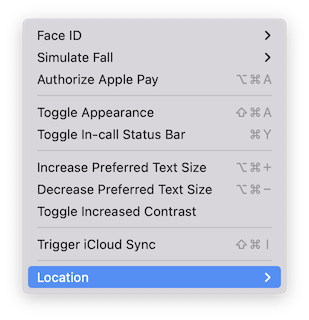 Face ID
Simulate Fall
Authorize Apple Pay ⌥⌘A
Toggle Appearance ⇧⌘A
Toggle In-call Status Bar ⌘Y
Increase Preferred Text Size ⌥⌘+
Decrease Preferred Text Size ⌥⌘−
Toggle Increased Contrast
Trigger iCloud Sync ⇧⌘I
Location